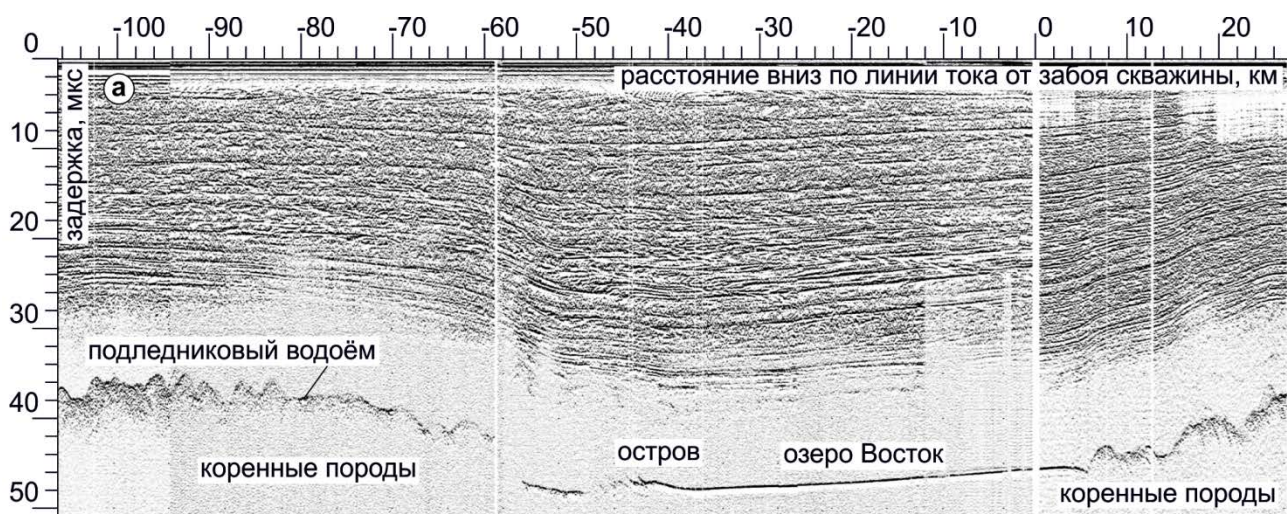 -100 -90 -80 -70 -60 -50 -40 -30 -20 -10 0 10 20
0
а
расстояние вниз по линии тока от забоя скважины, км
задержка, мкс
10
20
30
подледниковый водоём
40
остров
озеро Восток
коренные породы
50
коренные породы